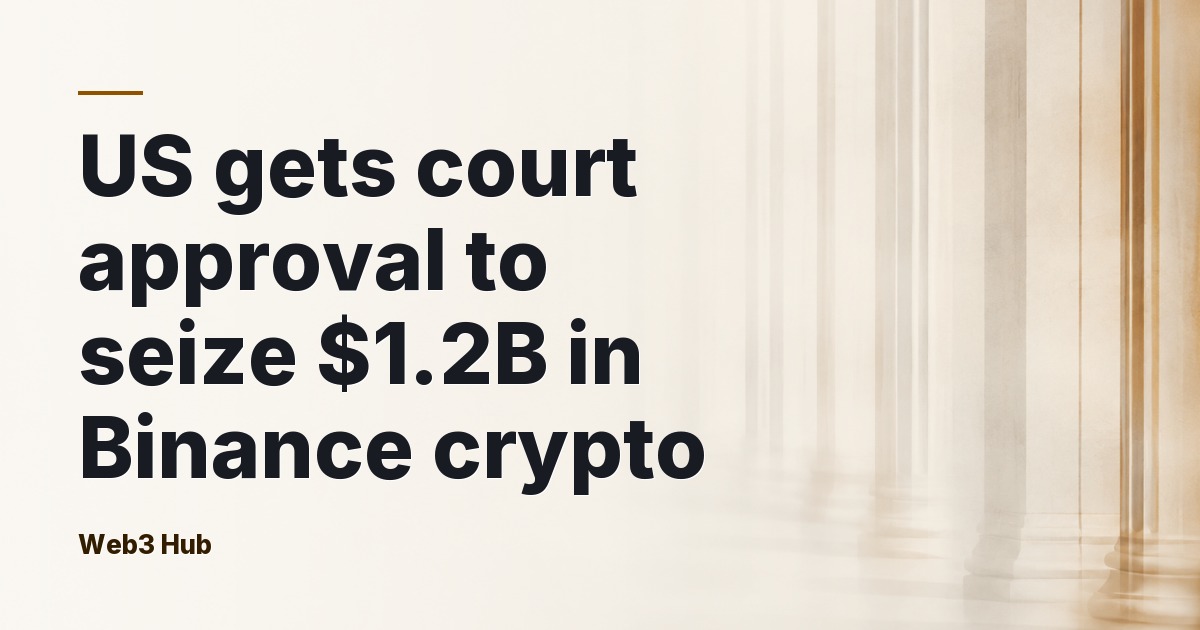 US gets court
approval to
seize $1.2B in
Binance crypto
Web3 Hub